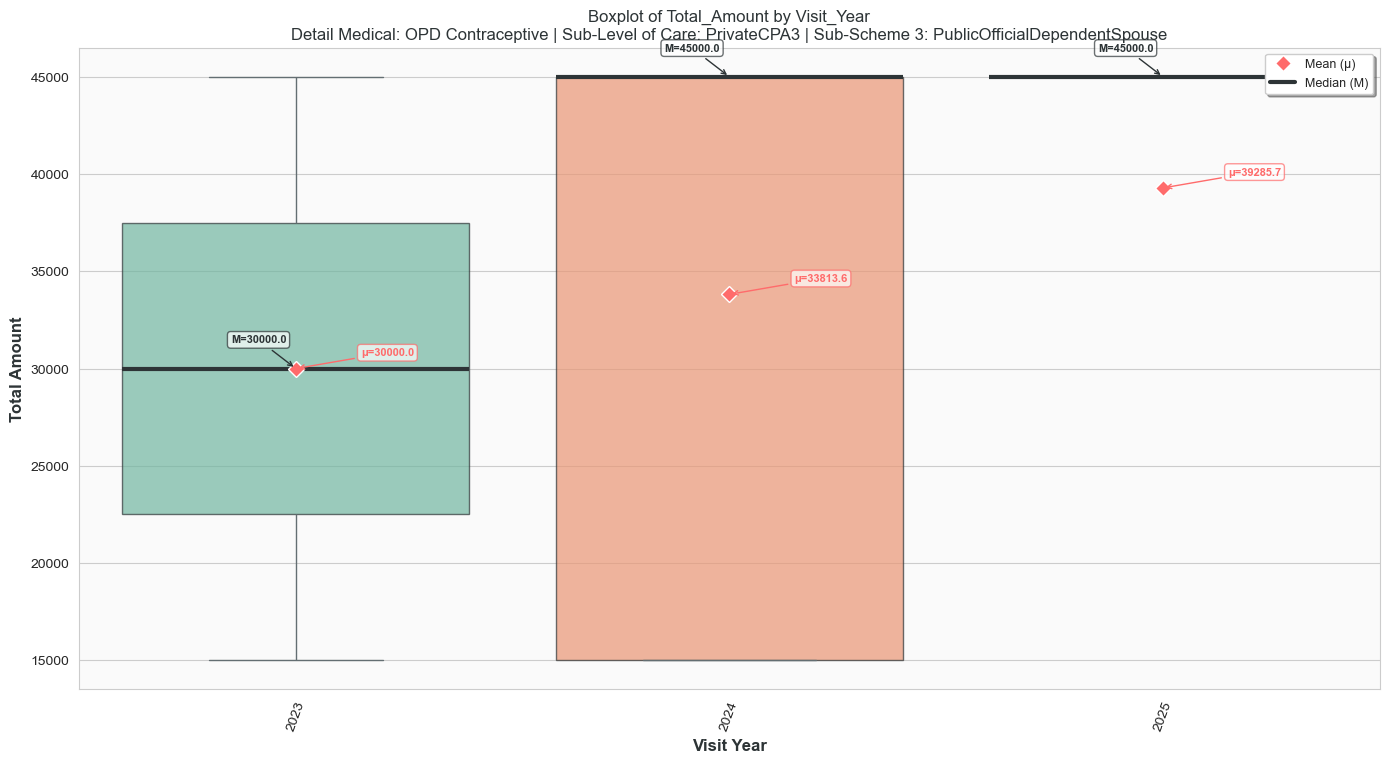 Boxplot of Total_Amount by Visit_Year
Detail Medical: OPD Contraceptive | Sub-Level of Care: PrivateCPA3 | Sub-Scheme 3: PublicOfficialDependentSpouse
M=45000.0
M=45000.0
Mean (μ)
Median (M)
45000
40000
μ=39285.7
35000
μ=33813.6
M=30000.0
μ=30000.0
30000
25000
20000
15000
Total Amount
2023
2024
2025
Visit Year